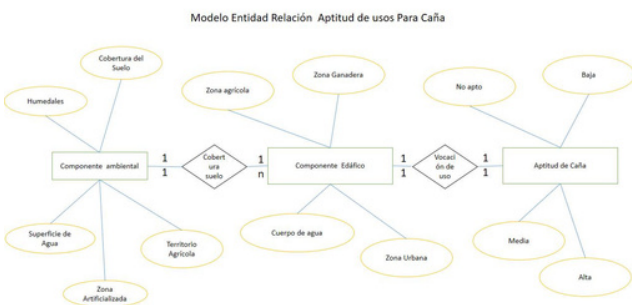 Modelo Entidad Relación Aptitud de usos Para Caña
Cobertura del
Suelo
Humedales
Zona agrícola
Zona Ganadera
No apto
Baja
Componente ambiental
1
1
Cobert
ura
suelo
1
n
Componente Edáfico
1
1
Vocaci
ón de
uso
1
1
Aptitud de Caña
Superficie de
Agua
Zona
Artificializada
Territorio
Agrícola
Cuerpo de agua
Zona Urbana
Media
Alta